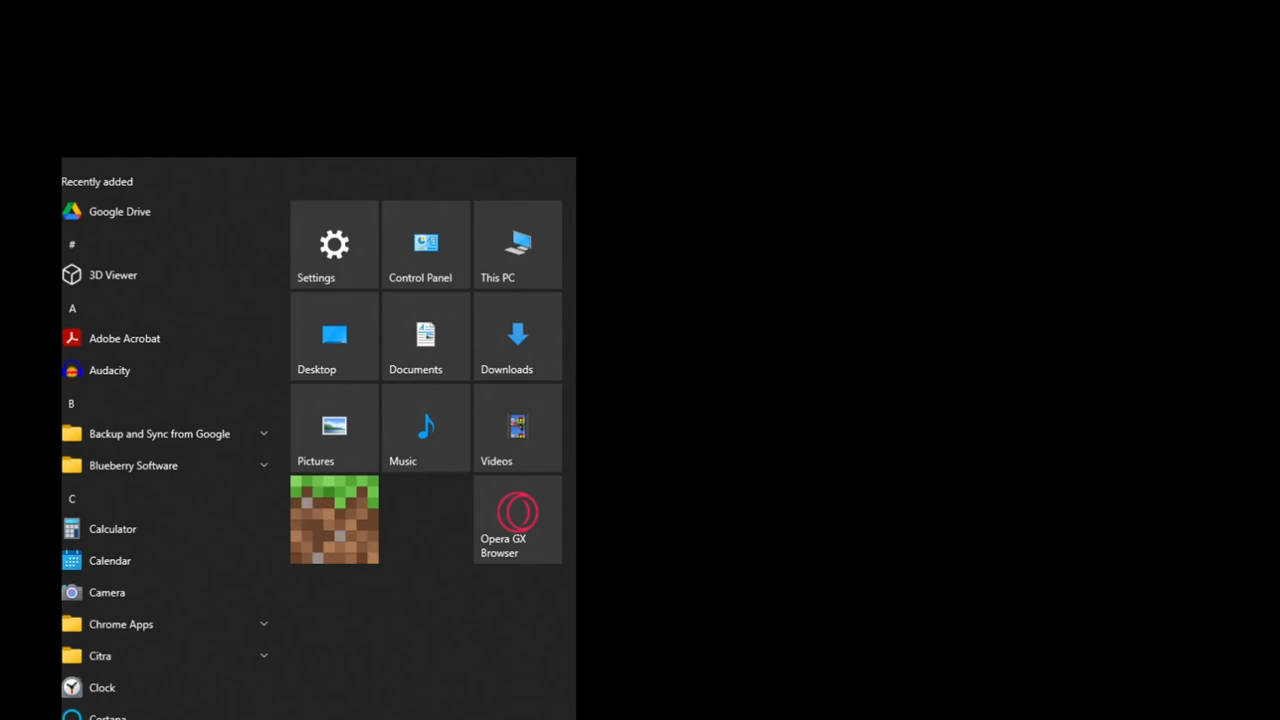 Recently added
Google Drive
#
3D Viewer
A
Adobe Acrobat
Audacity
B
Backup and Sync from Google
Blueberry Software
C
Calculator
Calendar
Camera
Chrome Apps
Citra
Clock
Cortana
Settings
Control Panel
This PC
Desktop
Documents
Downloads
Pictures
Music
Videos
Opera GX
Browser